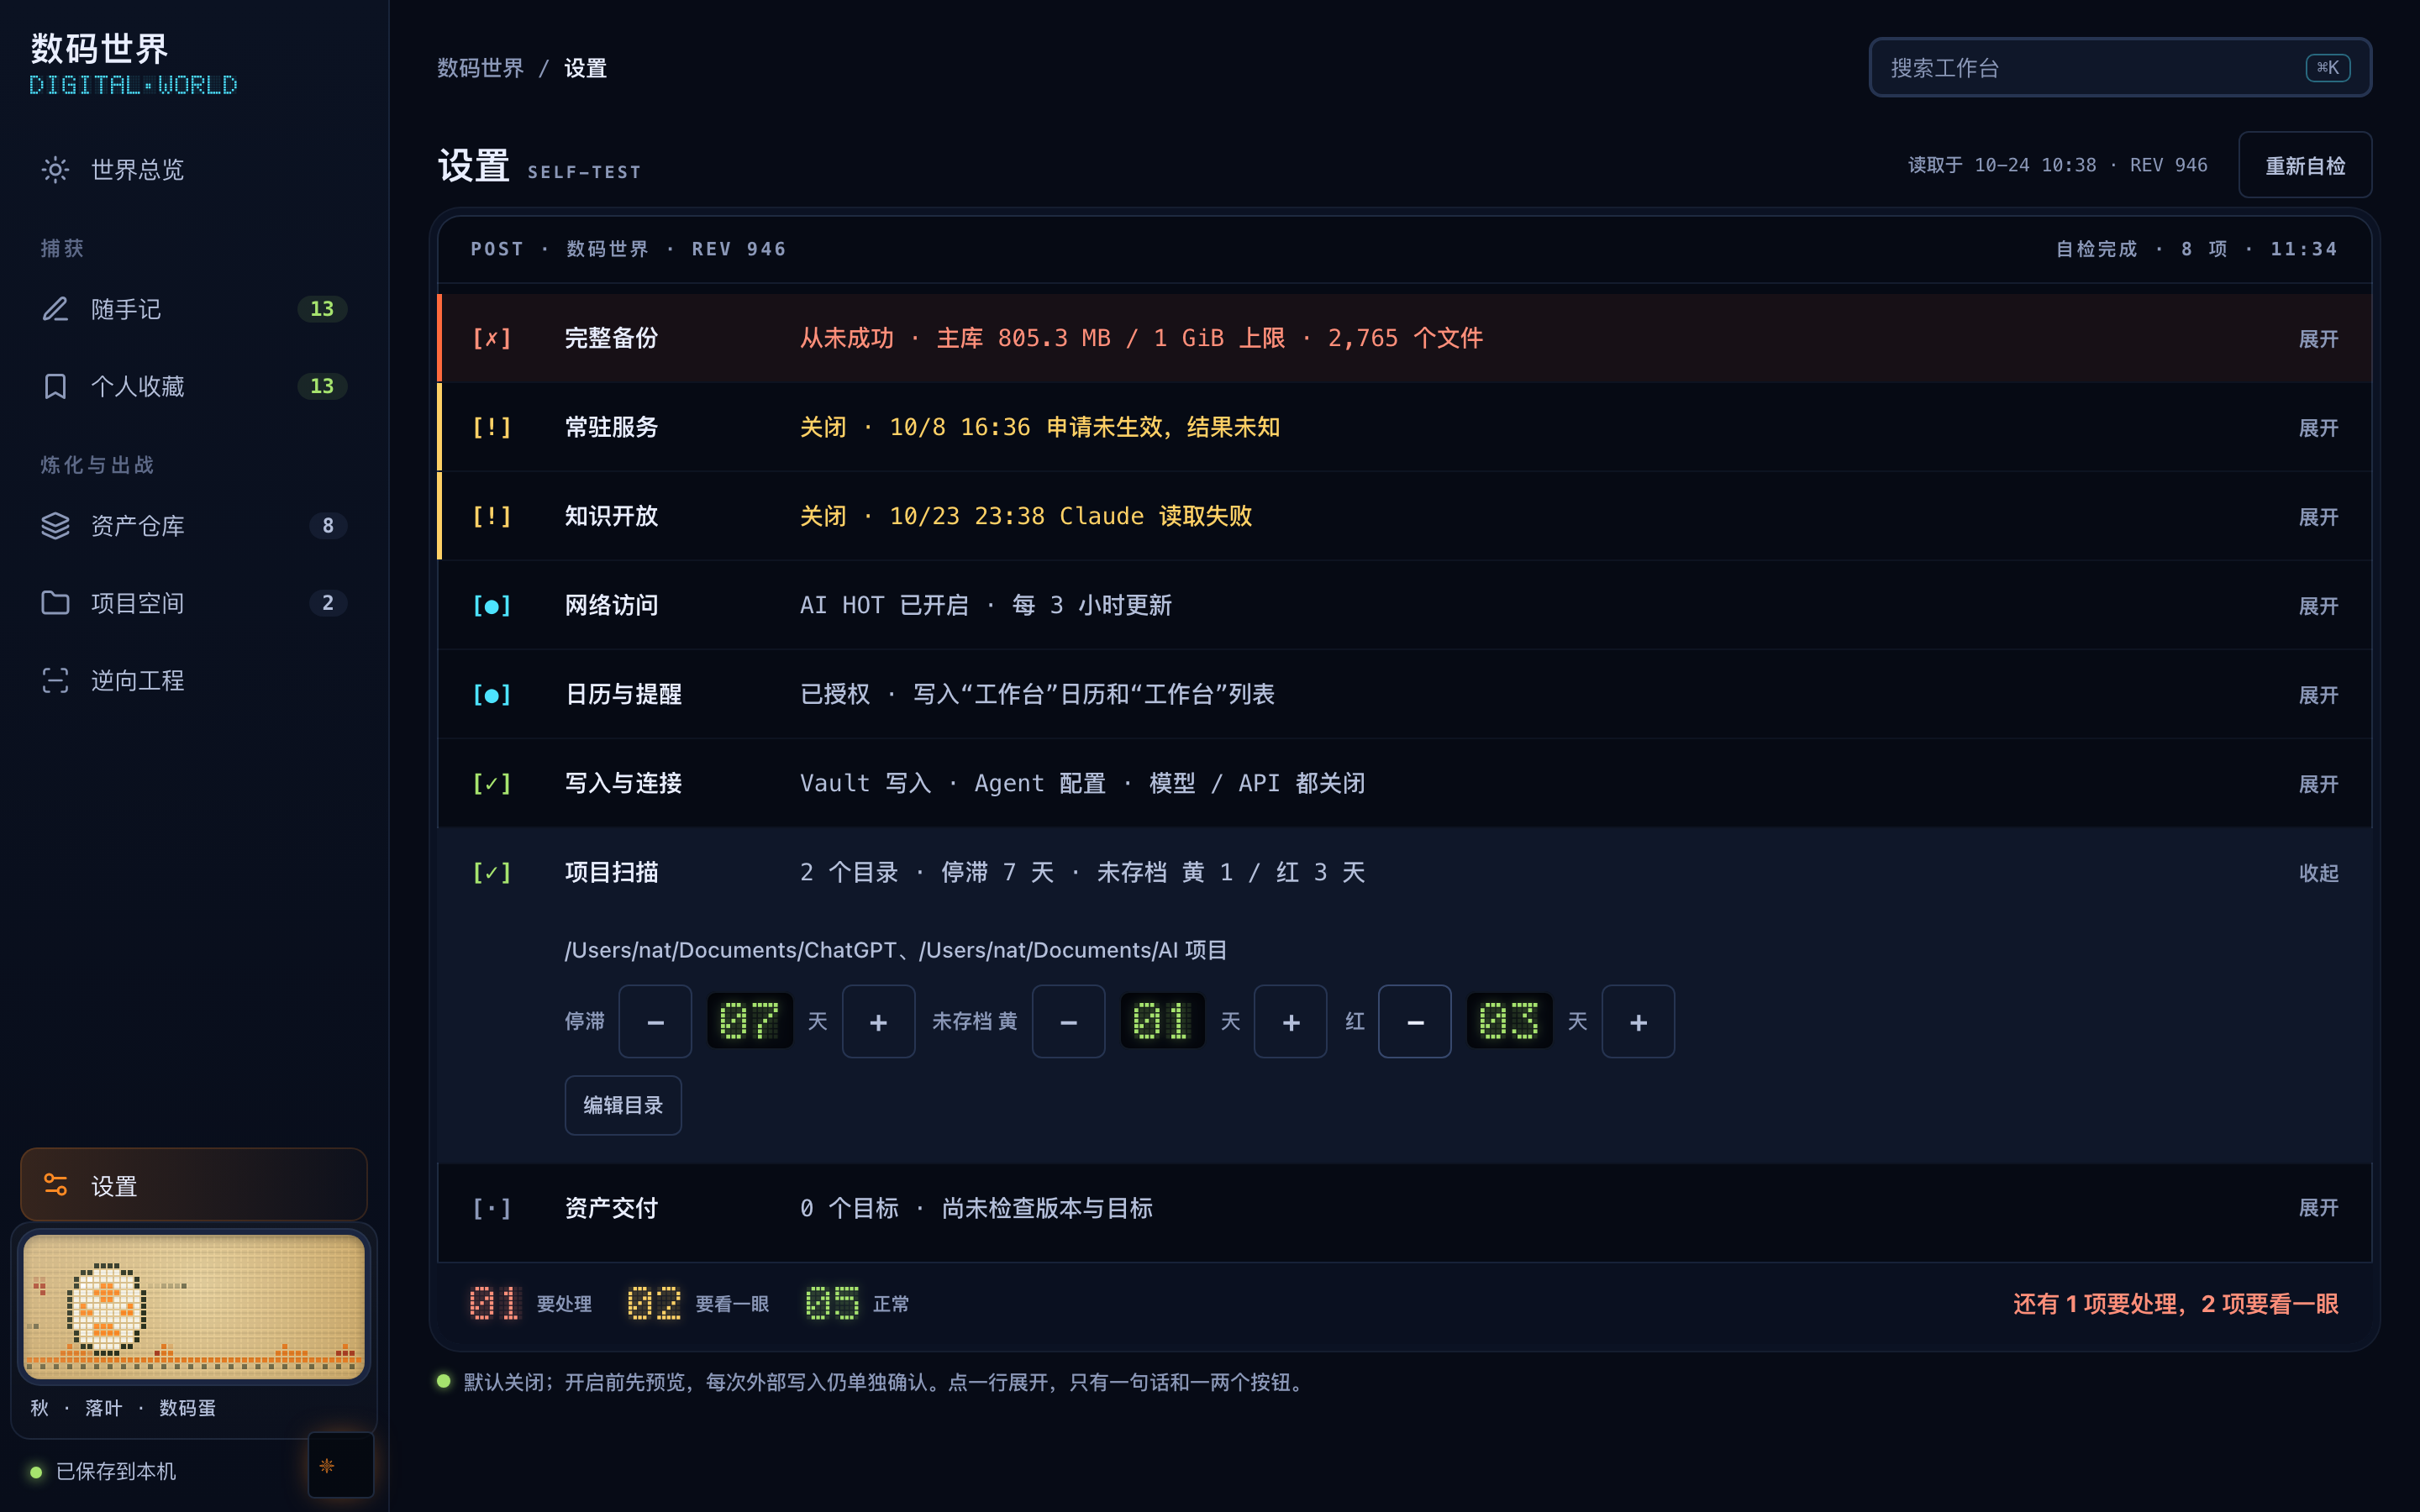 数码世界
DIGITAL·WORLD
世界总览
捕获
随手记 13
个人收藏 13
炼化与出战
资产仓库 8
项目空间 2
逆向工程
设置
秋 · 落叶 · 数码蛋
已保存到本机
数码世界 / 设置
搜索工作台 ⌘K
设置 SELF-TEST
读取于 10-24 10:38 · REV 946 重新自检
POST · 数码世界 · REV 946 自检完成 · 8 项 · 11:34
[✗] 完整备份 从未成功 · 主库 805.3 MB / 1 GiB 上限 · 2,765 个文件 展开
[!] 常驻服务 关闭 · 10/8 16:36 申请未生效，结果未知 展开
[!] 知识开放 关闭 · 10/23 23:38 Claude 读取失败 展开
[●] 网络访问 AI HOT 已开启 · 每 3 小时更新 展开
[●] 日历与提醒 已授权 · 写入“工作台”日历和“工作台”列表 展开
[✓] 写入与连接 Vault 写入 · Agent 配置 · 模型 / API 都关闭 展开
[✓] 项目扫描 2 个目录 · 停滞 7 天 · 未存档 黄 1 / 红 3 天 收起
/Users/nat/Documents/ChatGPT、/Users/nat/Documents/AI 项目
停滞 − 07 天 + 未存档 黄 − 01 天 + 红 − 03 天 +
编辑目录
[·] 资产交付 0 个目标 · 尚未检查版本与目标 展开
01 要处理 02 要看一眼 05 正常 还有 1 项要处理，2 项要看一眼
默认关闭；开启前先预览，每次外部写入仍单独确认。点一行展开，只有一句话和一两个按钮。